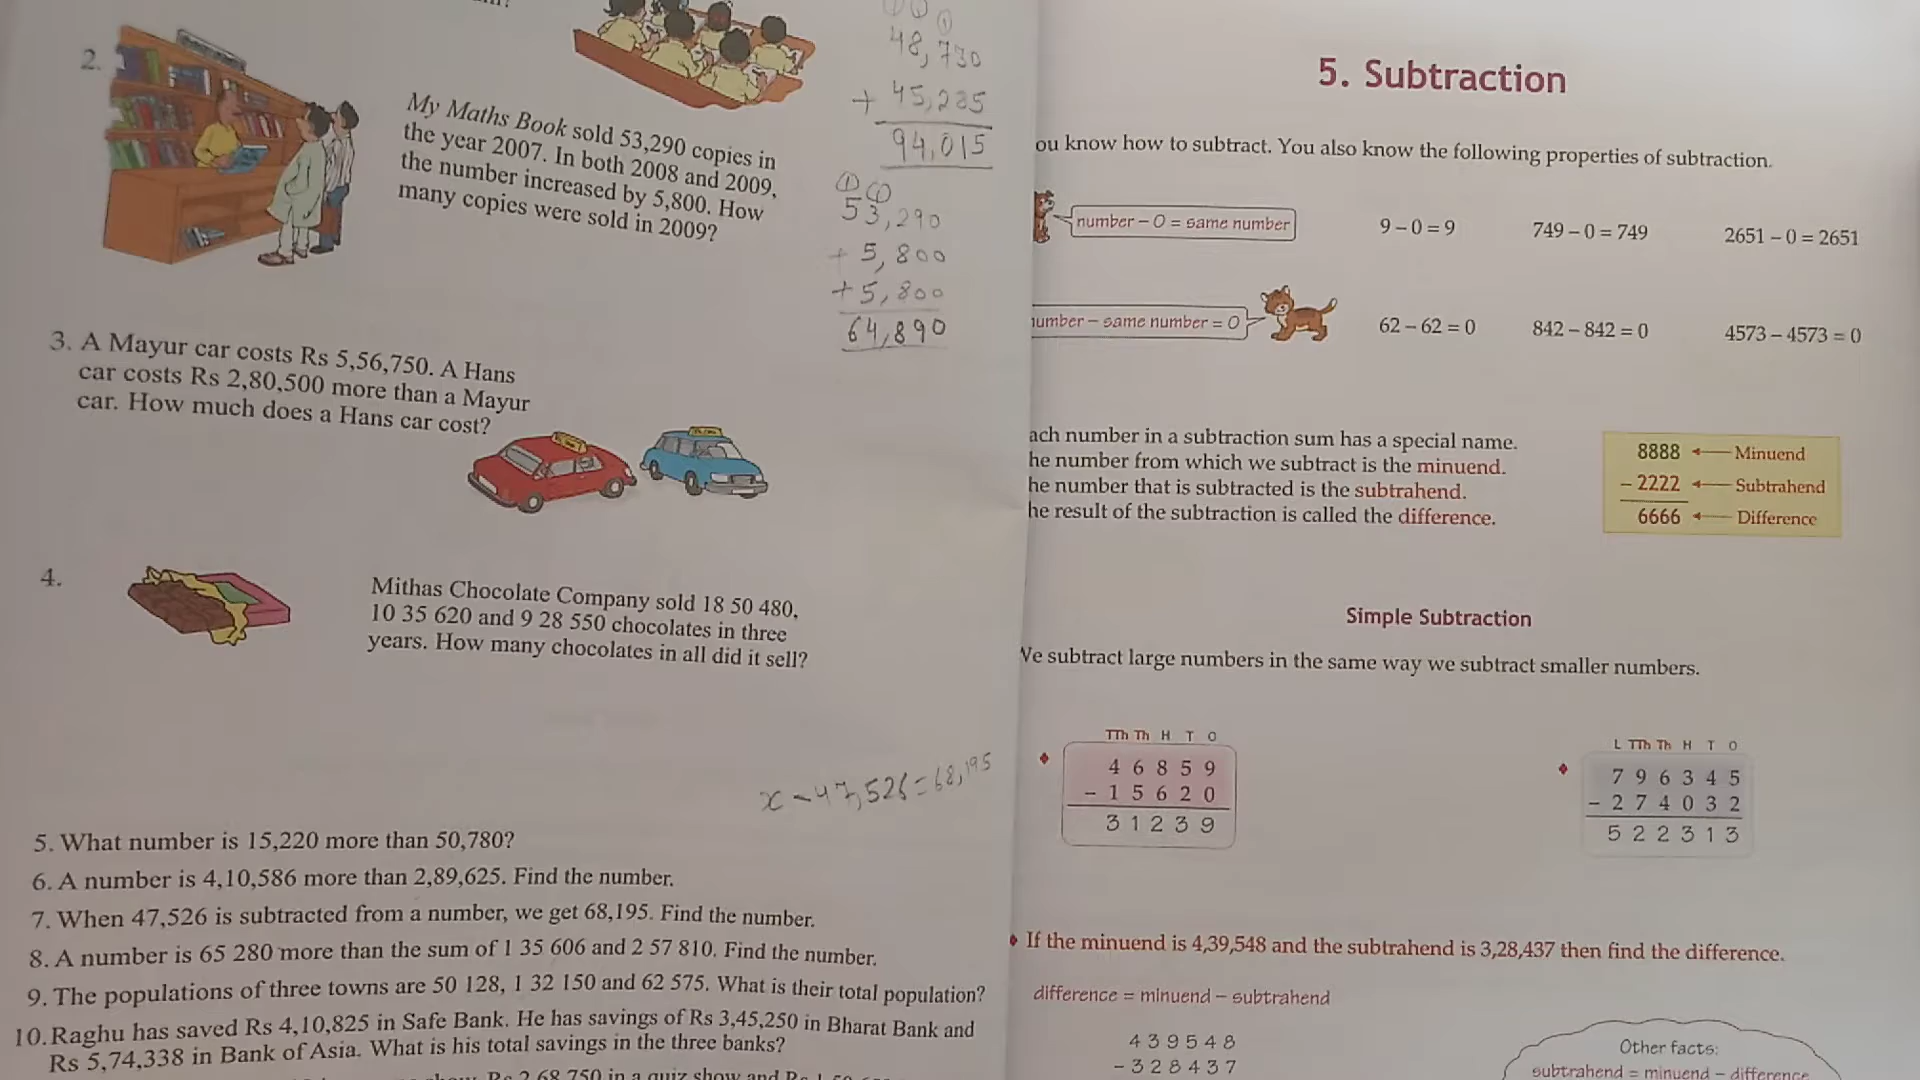 2.
My Maths Book sold 53,290 copies in
the year 2007. In both 2008 and 2009,
the number increased by 5,800. How
many copies were sold in 2009?
48,730
+ 45,285
94,015
53,290
+ 5,800
+5,800
64,890
3. A Mayur car costs Rs 5,56,750. A Hans
car costs Rs 2,80,500 more than a Mayur
car. How much does a Hans car cost?
4.
Mithas Chocolate Company sold 18 50 480,
10 35 620 and 9 28 550 chocolates in three
years. How many chocolates in all did it sell?
x - 47,526 = 68,195
5. What number is 15,220 more than 50,780?
6. A number is 4,10,586 more than 2,89,625. Find the number.
7. When 47,526 is subtracted from a number, we get 68,195. Find the number.
8. A number is 65 280 more than the sum of 1 35 606 and 2 57 810. Find the number.
9. The populations of three towns are 50 128, 1 32 150 and 62 575. What is their total population?
10. Raghu has saved Rs 4,10,825 in Safe Bank. He has savings of Rs 3,45,250 in Bharat Bank and
Rs 5,74,338 in Bank of Asia. What is his total savings in the three banks?
Rs 2,68,750 in a quiz show and
5. Subtraction
ou know how to subtract. You also know the following properties of subtraction.
number – 0 = same number
9 – 0 = 9
749 – 0 = 749
2651 – 0 = 2651
number – same number = 0
62 – 62 = 0
842 – 842 = 0
4573 – 4573 = 0
ach number in a subtraction sum has a special name.
he number from which we subtract is the minuend.
he number that is subtracted is the subtrahend.
he result of the subtraction is called the difference.
8888 Minuend
– 2222 Subtrahend
6666 Difference
Simple Subtraction
We subtract large numbers in the same way we subtract smaller numbers.
TTh Th H T O
4 6 8 5 9
– 1 5 6 2 0
3 1 2 3 9
L TTh Th H T O
7 9 6 3 4 5
– 2 7 4 0 3 2
5 2 2 3 1 3
If the minuend is 4,39,548 and the subtrahend is 3,28,437 then find the difference.
difference = minuend – subtrahend
4 3 9 5 4 8
– 3 2 8 4 3 7
Other facts:
subtrahend = minuend – difference